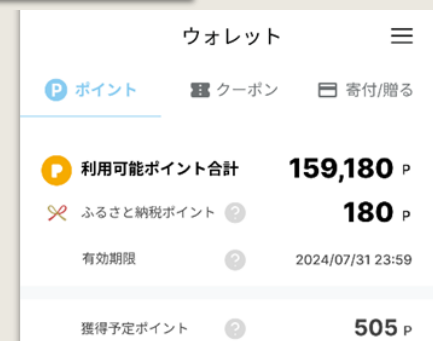 ウォレット
ポイント クーポン 寄付/贈る
利用可能ポイント合計 159,180 P
ふるさと納税ポイント ? 180 P
有効期限 ? 2024/07/31 23:59
獲得予定ポイント ? 505 P